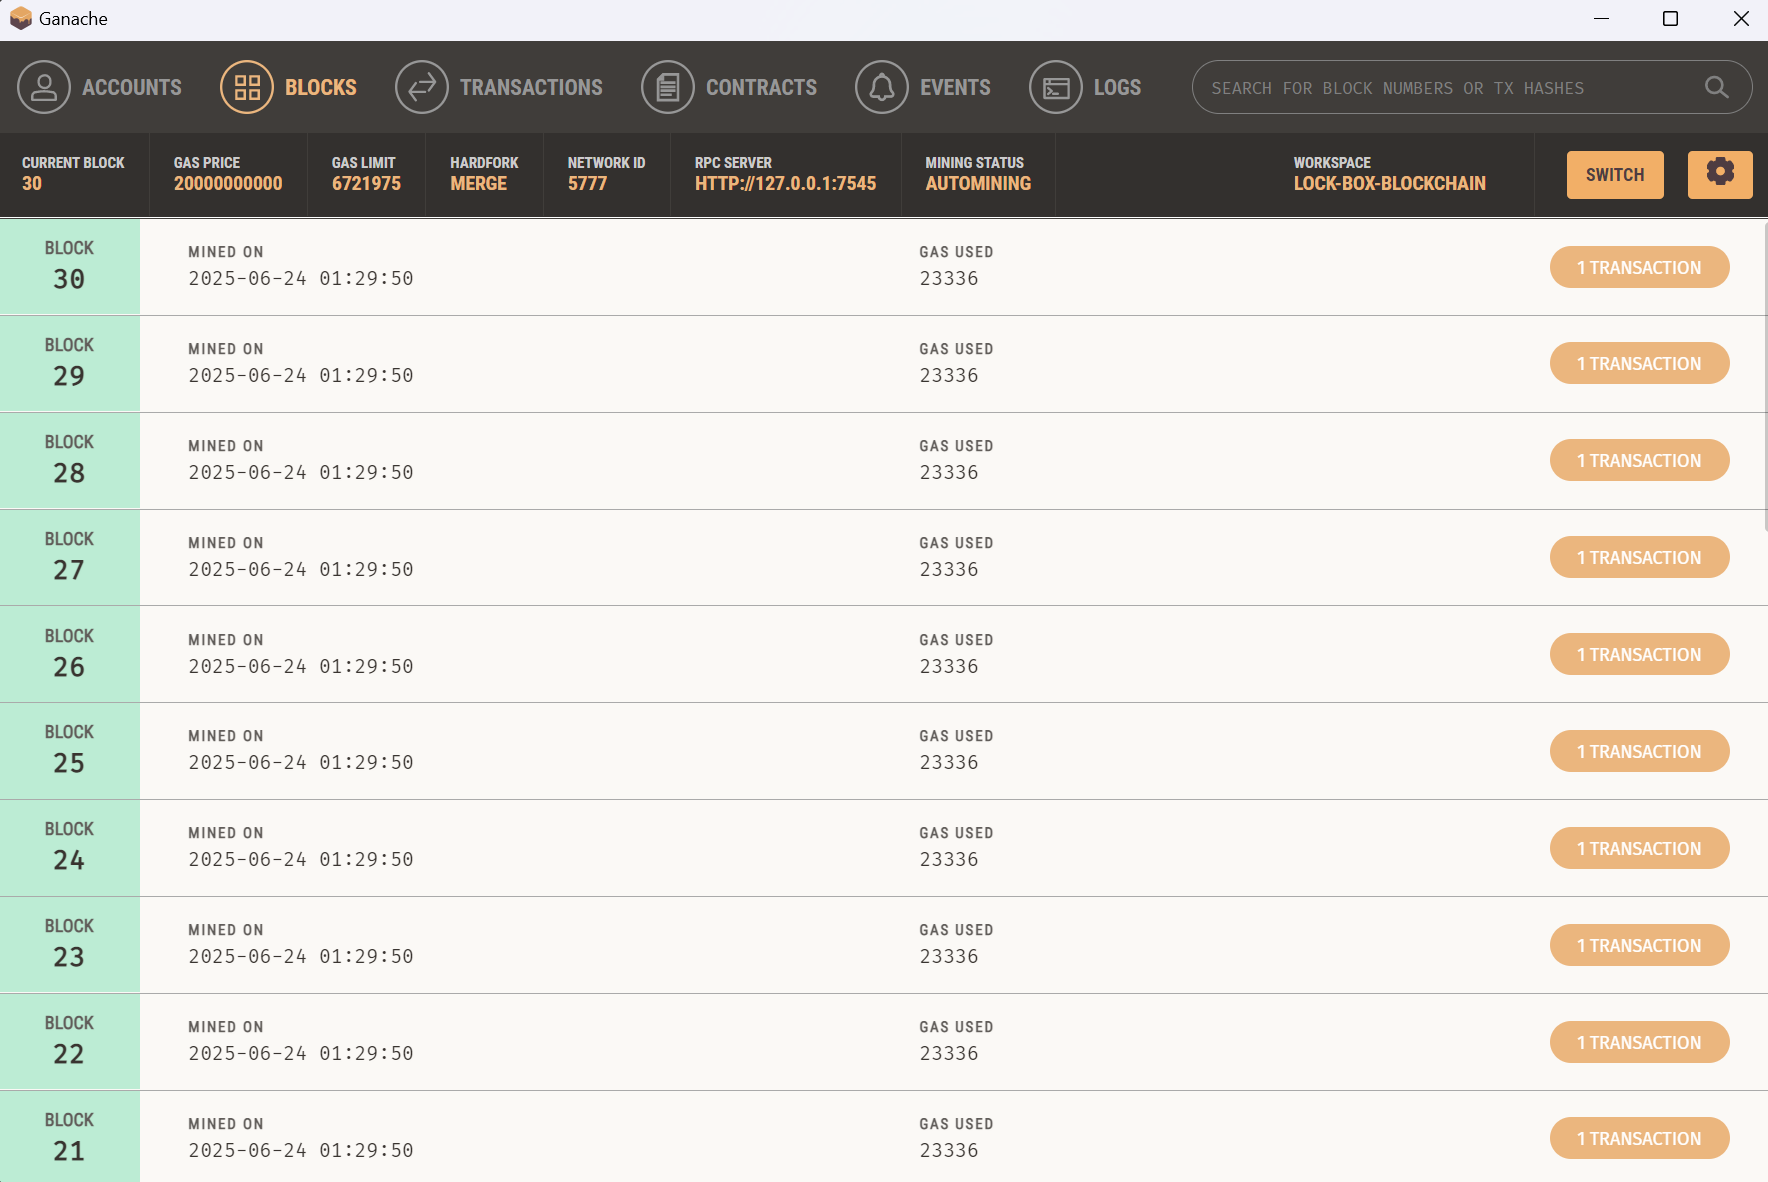 Ganache
ACCOUNTS BLOCKS TRANSACTIONS CONTRACTS EVENTS LOGS SEARCH FOR BLOCK NUMBERS OR TX HASHES
CURRENT BLOCK GAS PRICE GAS LIMIT HARDFORK NETWORK ID RPC SERVER MINING STATUS WORKSPACE
30 20000000000 6721975 MERGE 5777 HTTP://127.0.0.1:7545 AUTOMINING LOCK-BOX-BLOCKCHAIN SWITCH
BLOCK MINED ON GAS USED
30 2025-06-24 01:29:50 23336 1 TRANSACTION
BLOCK MINED ON GAS USED
29 2025-06-24 01:29:50 23336 1 TRANSACTION
BLOCK MINED ON GAS USED
28 2025-06-24 01:29:50 23336 1 TRANSACTION
BLOCK MINED ON GAS USED
27 2025-06-24 01:29:50 23336 1 TRANSACTION
BLOCK MINED ON GAS USED
26 2025-06-24 01:29:50 23336 1 TRANSACTION
BLOCK MINED ON GAS USED
25 2025-06-24 01:29:50 23336 1 TRANSACTION
BLOCK MINED ON GAS USED
24 2025-06-24 01:29:50 23336 1 TRANSACTION
BLOCK MINED ON GAS USED
23 2025-06-24 01:29:50 23336 1 TRANSACTION
BLOCK MINED ON GAS USED
22 2025-06-24 01:29:50 23336 1 TRANSACTION
BLOCK MINED ON GAS USED
21 2025-06-24 01:29:50 23336 1 TRANSACTION